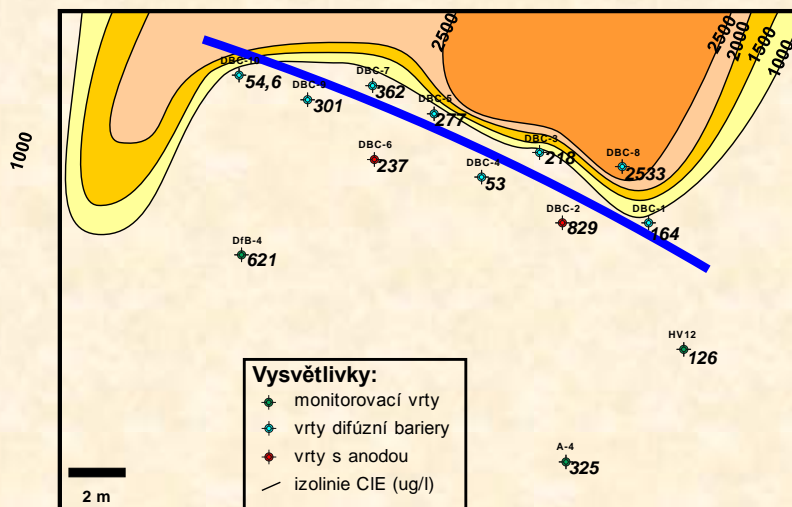 2500
2500
2000
1500
1000
1000
DBC-10
54,6
DBC-9
301
DBC-7
362
DBC-5
277
DBC-3
218
DBC-8
2533
DBC-6
237
DBC-4
53
DBC-2
829
DBC-1
164
DfB-4
621
HV12
126
A-4
325
Vysvětlivky:
monitorovací vrty
vrty difúzní bariery
vrty s anodou
izolinie ClE (ug/l)
2 m